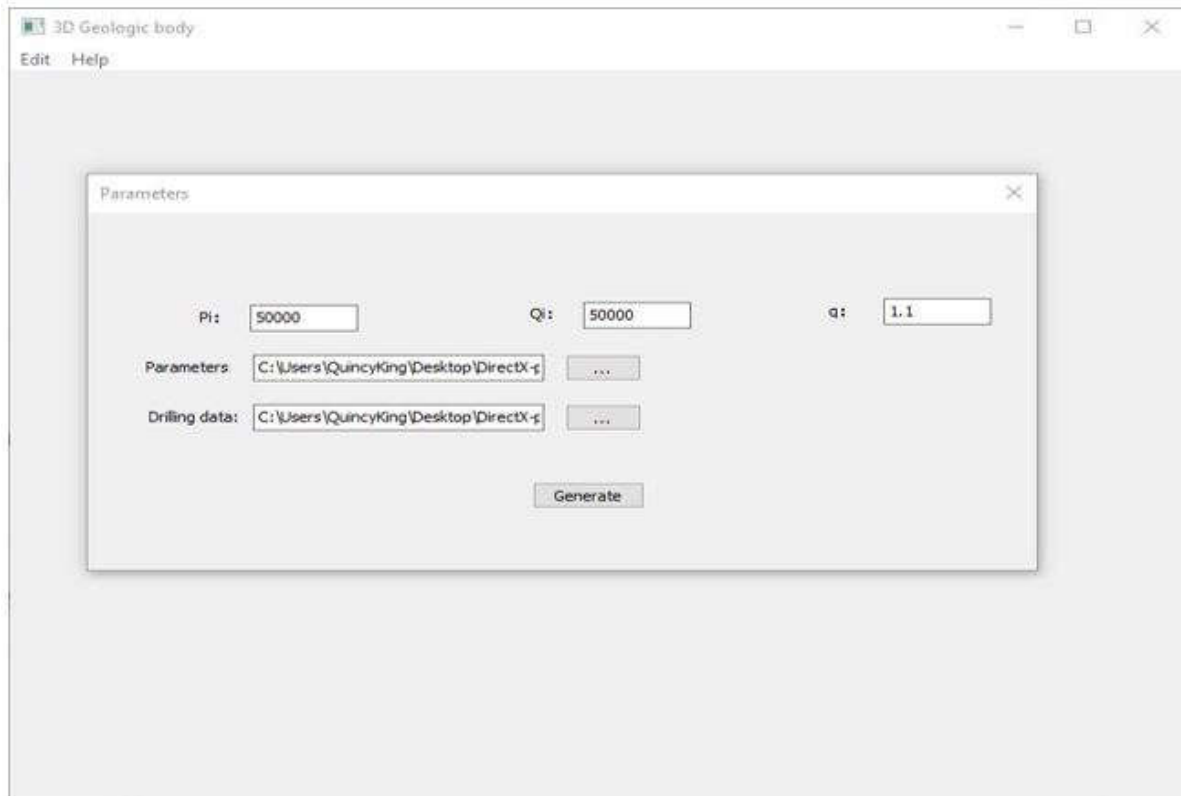 3D Geologic body
Edit Help
Parameters
Pi: 50000 Qi: 50000 q: 1.1
Parameters C:\Users\QuincyKing\Desktop\DirectX-p ...
Drilling data: C:\Users\QuincyKing\Desktop\DirectX-p ...
Generate